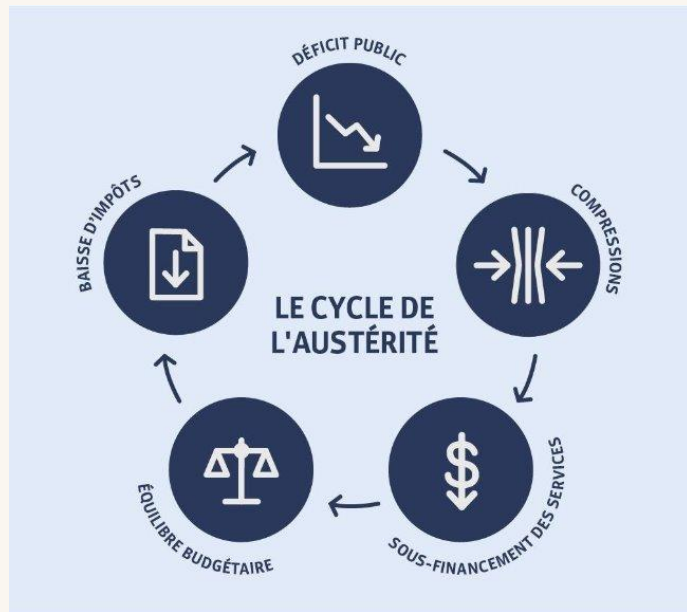 DÉFICIT PUBLIC
COMPRESSIONS
SOUS-FINANCEMENT DES SERVICES
ÉQUILIBRE BUDGÉTAIRE
BAISSE D'IMPÔTS
LE CYCLE DE
L'AUSTÉRITÉ